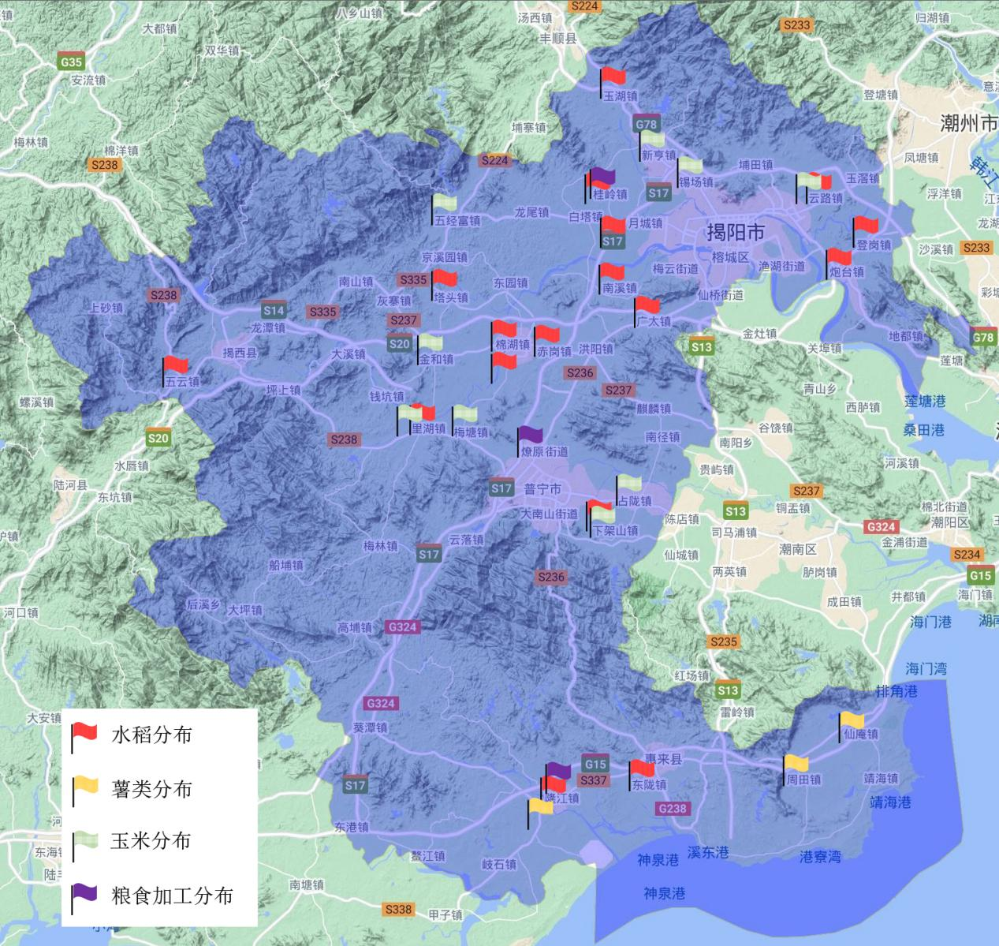 S224
八乡山镇
汤西镇
S233
归湖镇
大都镇
丰顺县
双华镇
G35
安流镇
玉湖镇
登塘镇
G78
潮州市
埔寨镇
梅林镇
棉洋镇
新亨镇
凤塘镇
S238
S224
埔田镇
韩江
桂岭镇
锡场镇
S17
玉滘镇
云路镇
浮洋镇
五经富镇
龙尾镇
白塔镇
月城镇
揭阳市
S17
登岗镇
沙溪镇
S233
京溪园镇
榕城区
梅云街道
渔湖街道
炮台镇
南山镇
S335
东园镇
南溪镇
S238
灰寨镇
塔头镇
仙桥街道
上砂镇
S14
S335
S237
广太镇
龙潭镇
金灶镇
地都镇
G78
揭西县
大溪镇
S20
金和镇
棉湖镇
赤岗镇
洪阳镇
S13
关埠镇
莲塘
五云镇
S236
坪上镇
钱坑镇
S237
青山乡
螺溪镇
麒麟镇
西胪镇
莲塘港
里湖镇
梅塘镇
谷饶镇
桑田港
S20
S238
南径镇
南阳乡
燎原街道
水唇镇
贵屿镇
河溪镇
陆河县
S17
普宁市
S237
东坑镇
占陇镇
铜盂镇
棉北街道
大南山街道
S13
陈店镇
潮阳区
下架山镇
司马浦镇
G324
金浦街道
梅林镇
云落镇
潮南区
S17
仙城镇
S234
船埔镇
S236
两英镇
胪岗镇
G15
后溪乡
大坪镇
井都镇
海门镇
河口镇
成田镇
高埔镇
G324
海门港
S235
海门湾
红场镇
G324
S13
排角港
大安镇
雷岭镇
葵潭镇
仙庵镇
水稻分布
惠来县
G15
周田镇
S337
东陇镇
靖海镇
薯类分布
S17
隆江镇
靖海港
G238
东港镇
玉米分布
溪东港
鳌江镇
神泉港
港寮湾
岐石镇
南塘镇
粮食加工分布
神泉港
S338
甲子镇